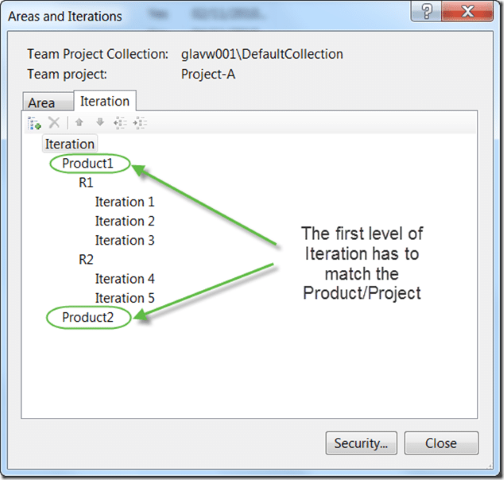 Areas and Iterations
Team Project Collection: glavw001\DefaultCollection
Team project: Project-A
Area Iteration
Iteration
Product1
R1
Iteration 1
Iteration 2
Iteration 3
R2
Iteration 4
Iteration 5
Product2
The first level of
Iteration has to
match the
Product/Project
Security... Close